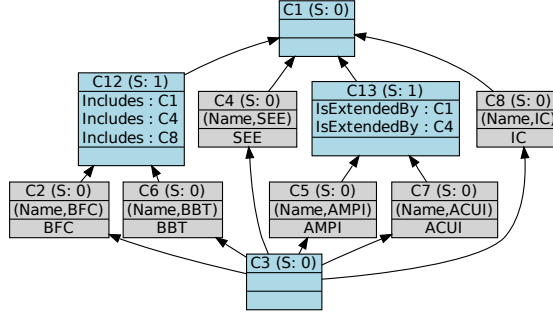 C1 (S: 0)
C12 (S: 1)
Includes : C1
Includes : C4
Includes : C8
C4 (S: 0)
(Name,SEE)
SEE
C13 (S: 1)
IsExtendedBy : C1
IsExtendedBy : C4
C8 (S: 0)
(Name,IC)
IC
C2 (S: 0)
(Name,BFC)
BFC
C6 (S: 0)
(Name,BBT)
BBT
C5 (S: 0)
(Name,AMPI)
AMPI
C7 (S: 0)
(Name,ACUI)
ACUI
C3 (S: 0)